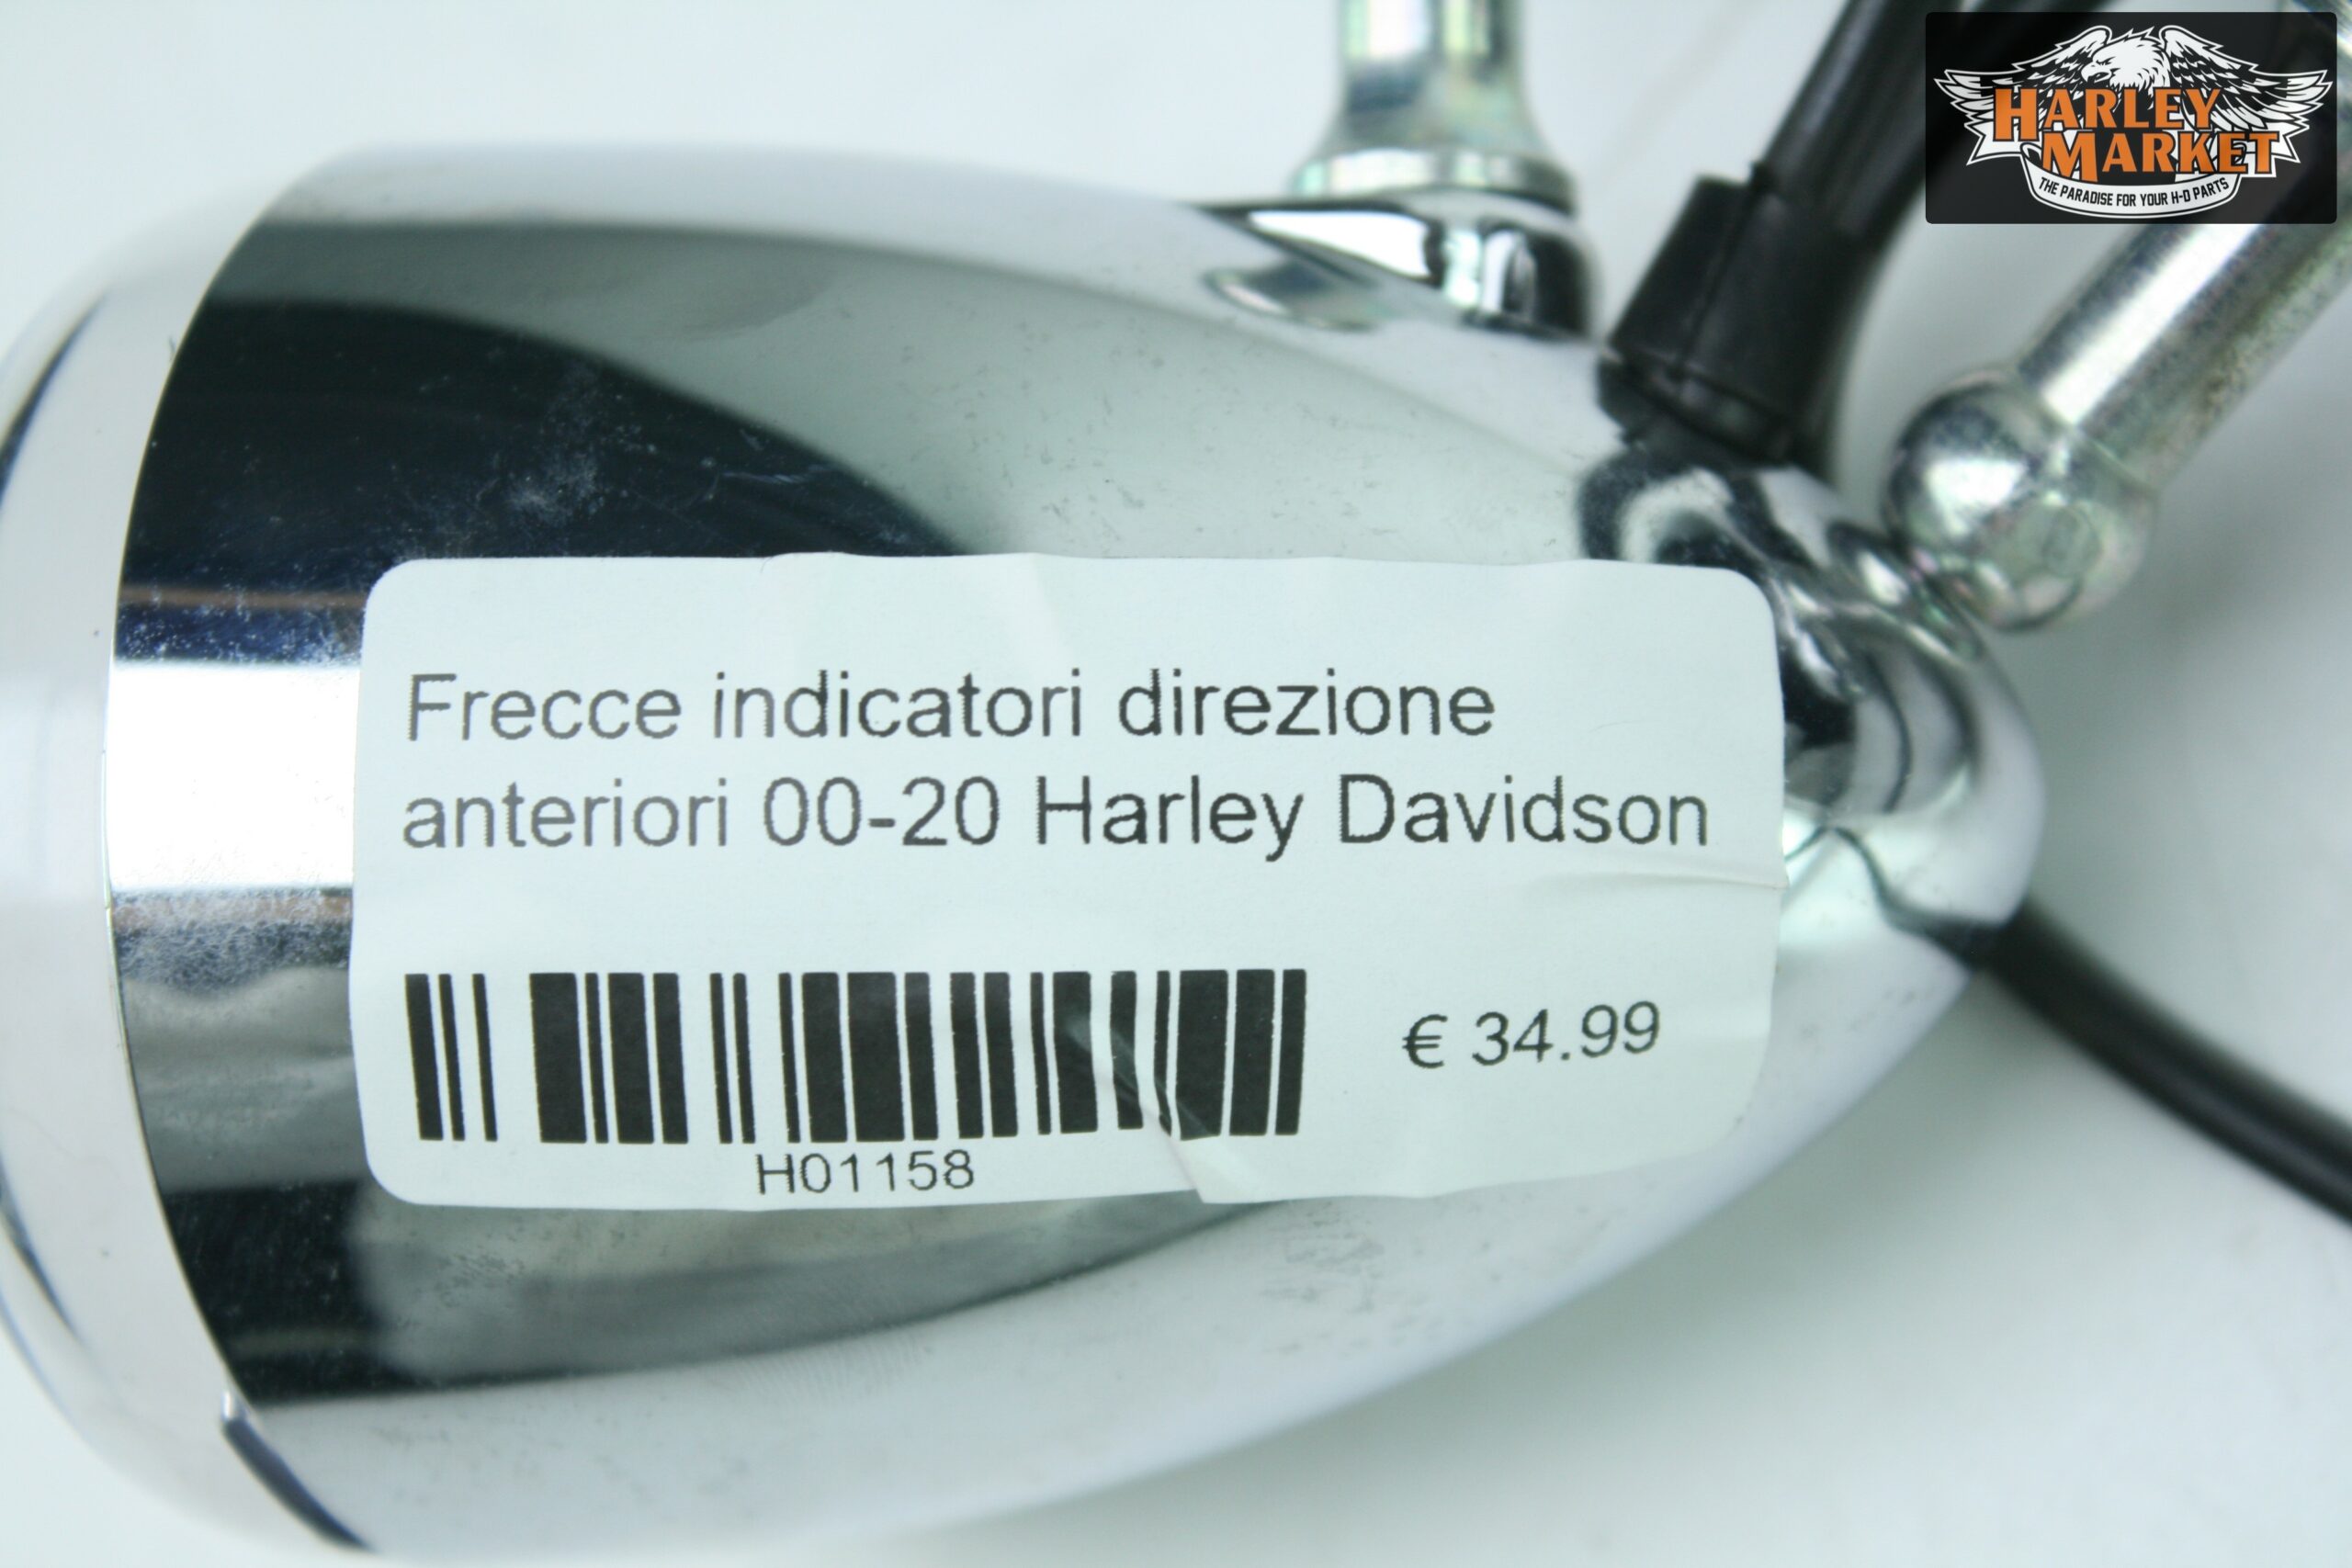 HARLEY
MARKET
THE PARADISE FOR YOUR H-D PARTS
Frecce indicatori direzione
anteriori 00-20 Harley Davidson
€ 34.99
H01158